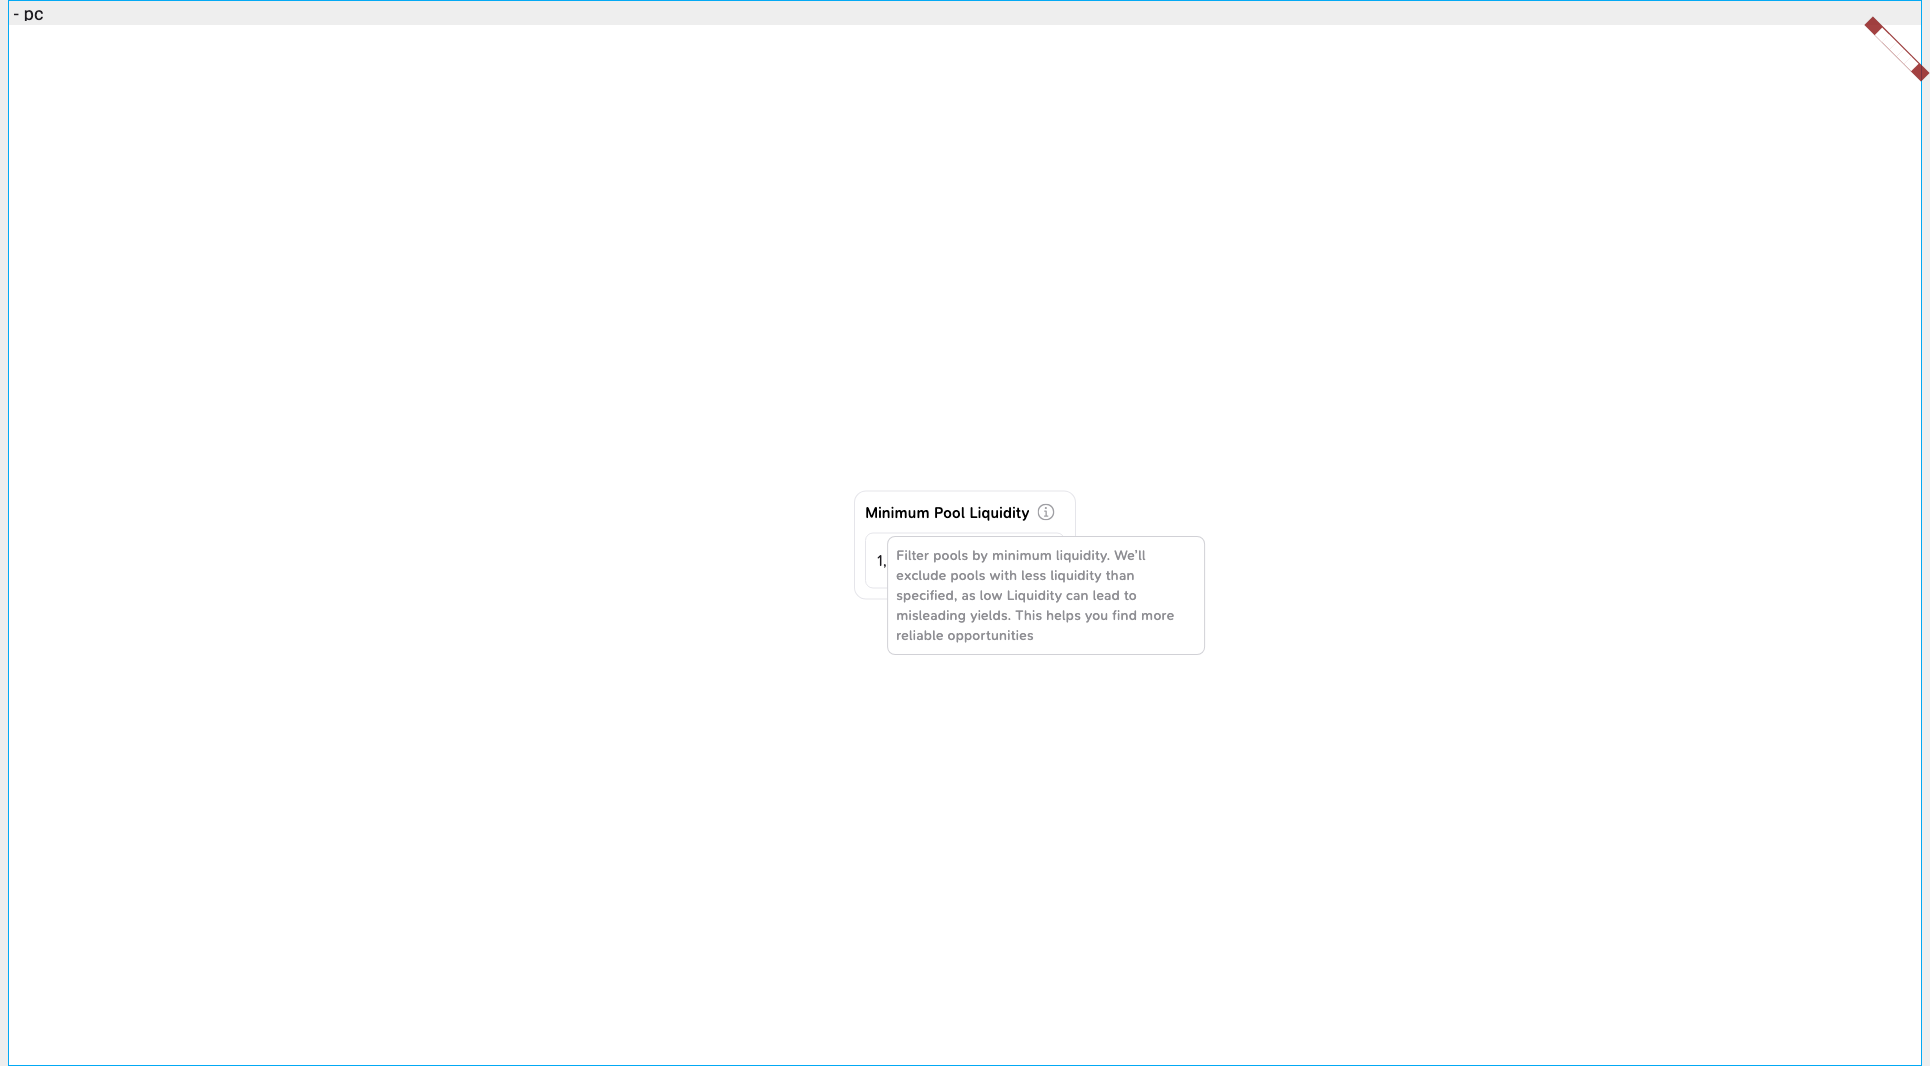 - pc
Minimum Pool Liquidity
1,
Filter pools by minimum liquidity. We'll
exclude pools with less liquidity than
specified, as low Liquidity can lead to
misleading yields. This helps you find more
reliable opportunities